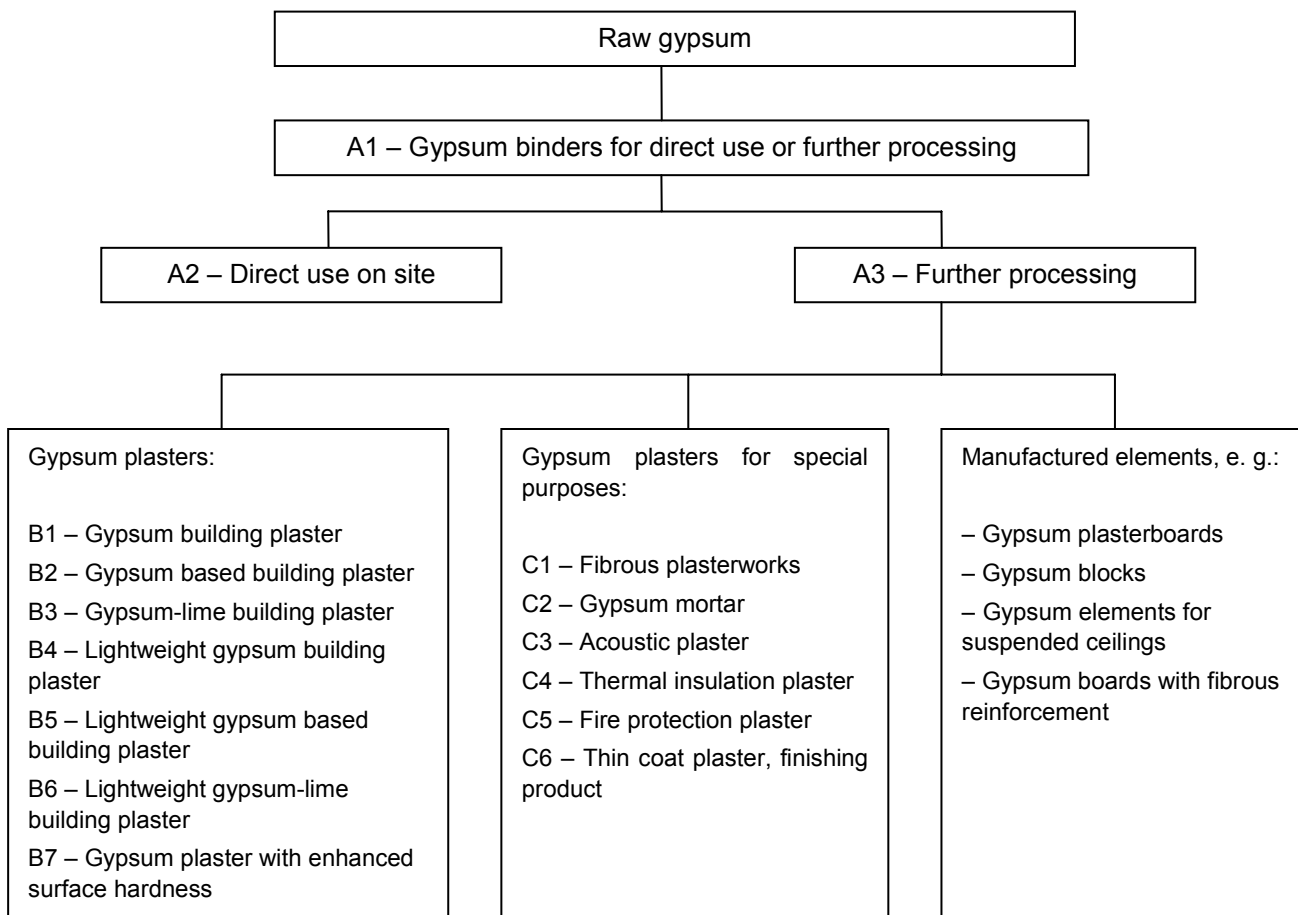 Raw gypsum
A1 – Gypsum binders for direct use or further processing
A2 – Direct use on site
A3 – Further processing
Gypsum plasters:
B1 – Gypsum building plaster
B2 – Gypsum based building plaster
B3 – Gypsum-lime building plaster
B4 – Lightweight gypsum building
plaster
B5 – Lightweight gypsum based
building plaster
B6 – Lightweight gypsum-lime
building plaster
B7 – Gypsum plaster with enhanced
surface hardness
Gypsum plasters for special
purposes:
C1 – Fibrous plasterworks
C2 – Gypsum mortar
C3 – Acoustic plaster
C4 – Thermal insulation plaster
C5 – Fire protection plaster
C6 – Thin coat plaster, finishing
product
Manufactured elements, e. g.:
– Gypsum plasterboards
– Gypsum blocks
– Gypsum elements for
suspended ceilings
– Gypsum boards with fibrous
reinforcement